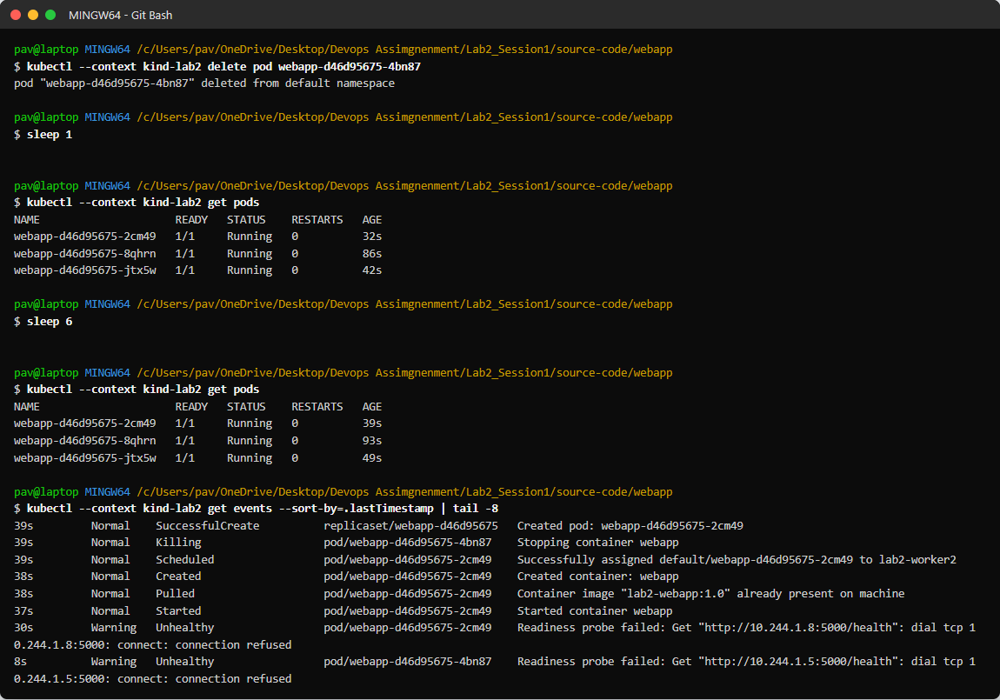 MINGW64 - Git Bash
pav@laptop MINGW64 /c/Users/pav/OneDrive/Desktop/Devops Assimgnenment/Lab2_Session1/source-code/webapp
$ kubectl --context kind-lab2 delete pod webapp-d46d95675-4bn87
pod "webapp-d46d95675-4bn87" deleted from default namespace
pav@laptop MINGW64 /c/Users/pav/OneDrive/Desktop/Devops Assimgnenment/Lab2_Session1/source-code/webapp
$ sleep 1
pav@laptop MINGW64 /c/Users/pav/OneDrive/Desktop/Devops Assimgnenment/Lab2_Session1/source-code/webapp
$ kubectl --context kind-lab2 get pods
NAME                     READY   STATUS    RESTARTS   AGE
webapp-d46d95675-2cm49   1/1     Running   0          32s
webapp-d46d95675-8qhrn   1/1     Running   0          86s
webapp-d46d95675-jtx5w   1/1     Running   0          42s
pav@laptop MINGW64 /c/Users/pav/OneDrive/Desktop/Devops Assimgnenment/Lab2_Session1/source-code/webapp
$ sleep 6
pav@laptop MINGW64 /c/Users/pav/OneDrive/Desktop/Devops Assimgnenment/Lab2_Session1/source-code/webapp
$ kubectl --context kind-lab2 get pods
NAME                     READY   STATUS    RESTARTS   AGE
webapp-d46d95675-2cm49   1/1     Running   0          39s
webapp-d46d95675-8qhrn   1/1     Running   0          93s
webapp-d46d95675-jtx5w   1/1     Running   0          49s
pav@laptop MINGW64 /c/Users/pav/OneDrive/Desktop/Devops Assimgnenment/Lab2_Session1/source-code/webapp
$ kubectl --context kind-lab2 get events --sort-by=.lastTimestamp | tail -8
39s         Normal    SuccessfulCreate          replicaset/webapp-d46d95675   Created pod: webapp-d46d95675-2cm49
39s         Normal    Killing                   pod/webapp-d46d95675-4bn87    Stopping container webapp
39s         Normal    Scheduled                 pod/webapp-d46d95675-2cm49    Successfully assigned default/webapp-d46d95675-2cm49 to lab2-worker2
38s         Normal    Created                   pod/webapp-d46d95675-2cm49    Created container: webapp
38s         Normal    Pulled                    pod/webapp-d46d95675-2cm49    Container image "lab2-webapp:1.0" already present on machine
37s         Normal    Started                   pod/webapp-d46d95675-2cm49    Started container webapp
30s         Warning   Unhealthy                 pod/webapp-d46d95675-2cm49    Readiness probe failed: Get "http://10.244.1.8:5000/health": dial tcp 1
0.244.1.8:5000: connect: connection refused
8s          Warning   Unhealthy                 pod/webapp-d46d95675-4bn87    Readiness probe failed: Get "http://10.244.1.5:5000/health": dial tcp 1
0.244.1.5:5000: connect: connection refused